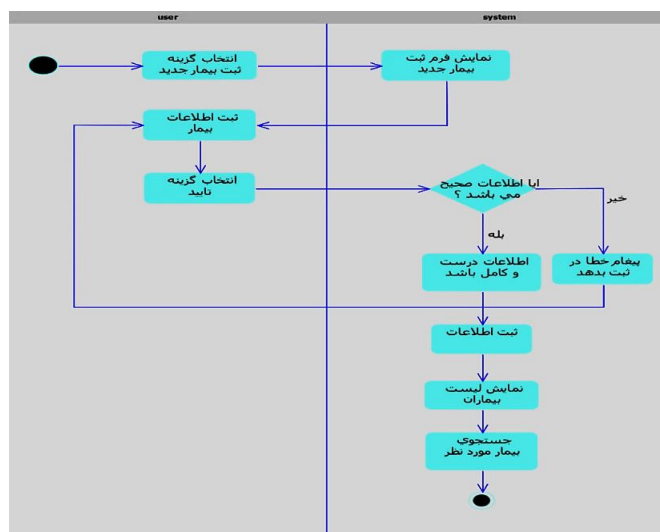 user
system
انتخاب گزینه
ثبت بیمار جدید
نمایش فرم ثبت
بیمار جدید
ثبت اطلاعات
بیمار
انتخاب گزینه
تایید
ایا اطلاعات صحیح
می باشد ؟
خیر
بله
اطلاعات درست
و کامل باشد
پیغام خطا در
ثبت بدهد
ثبت اطلاعات
نمایش لیست
بیماران
جستجوي
بیمار مورد نظر